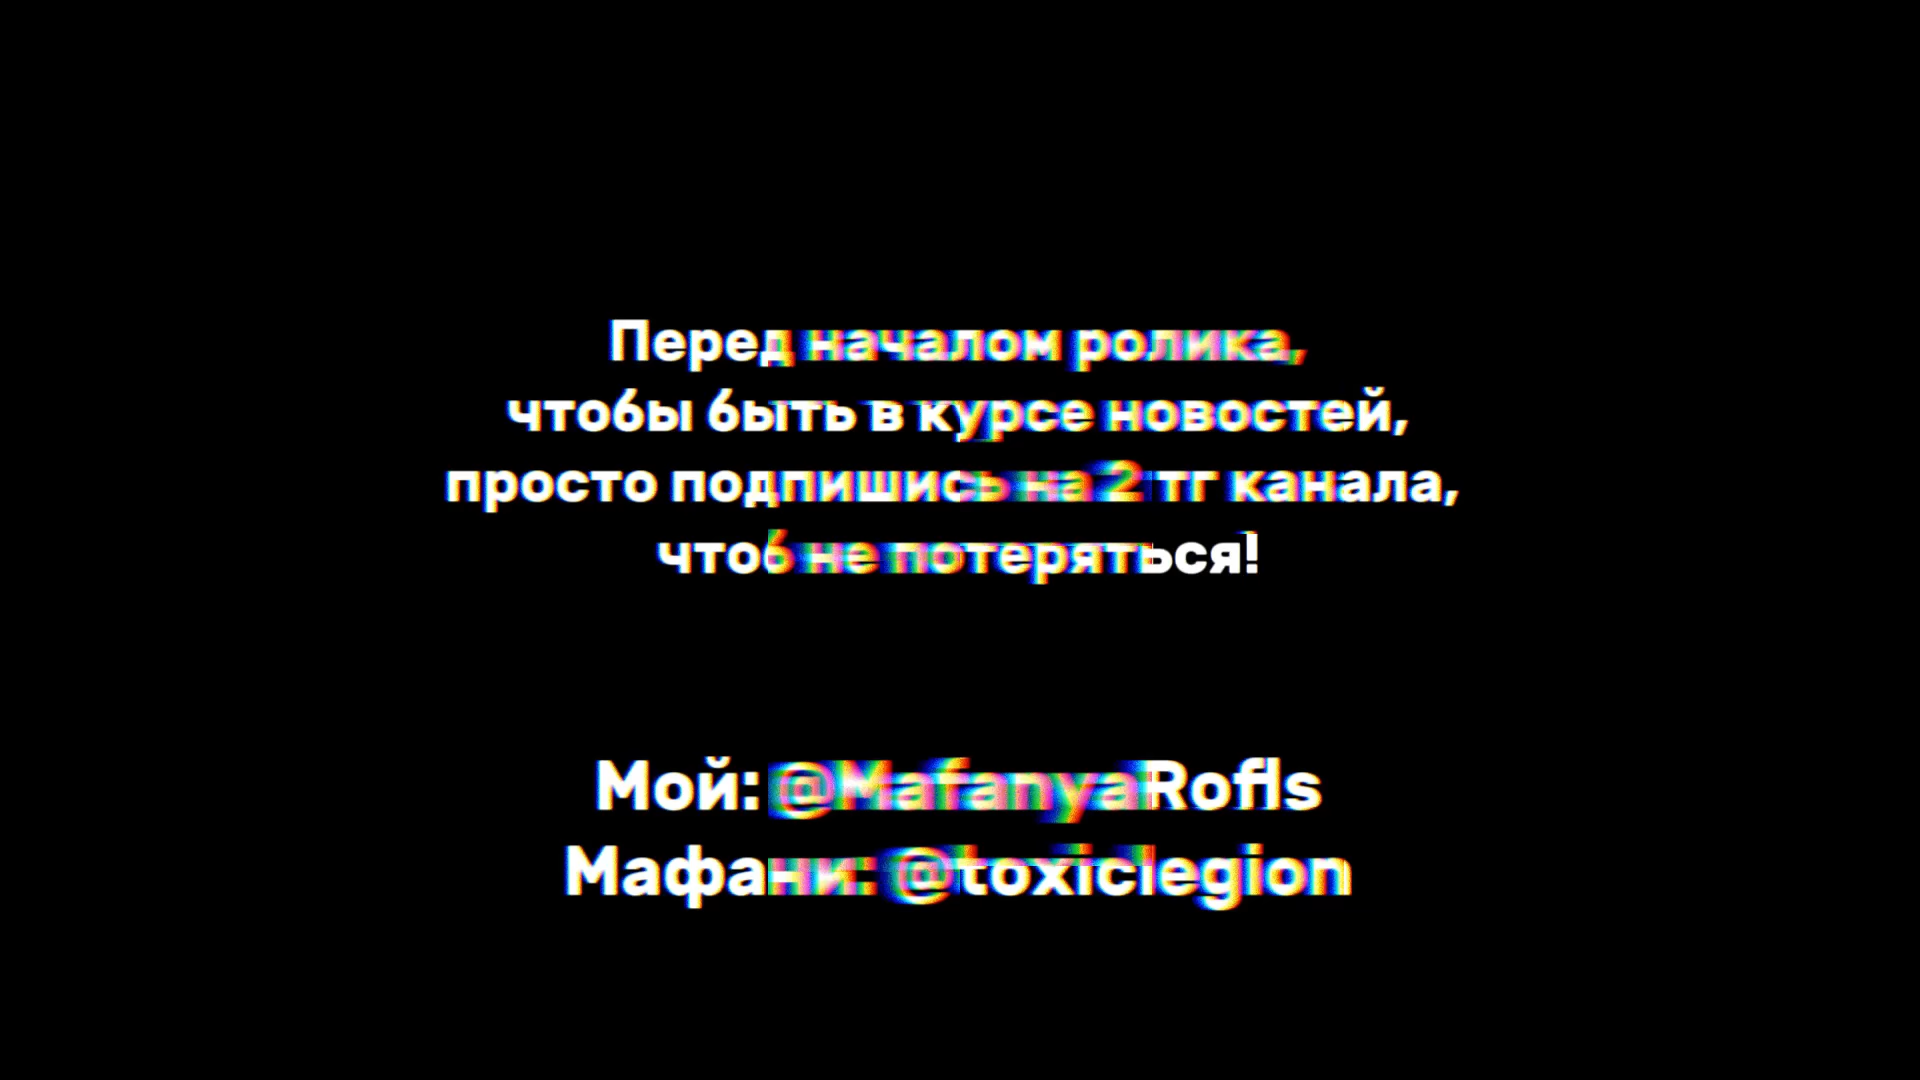 Перед началом ролика,
чтобы быть в курсе новостей,
просто подпишись на 2 тг канала,
чтоб не потеряться!
Мой: @MafanyaRofls
Мафани: @toxiclegion